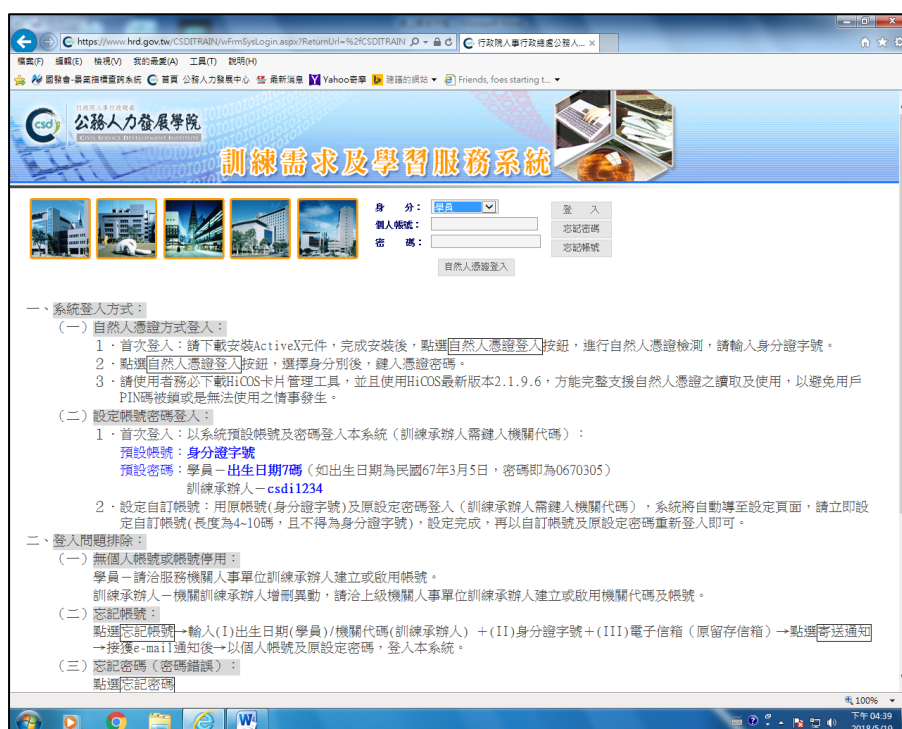 https://www.hrd.gov.tw/CSDITRAIN/wFrmSysLogin.aspx?ReturnUrl=%2fCSDITRAIN
行政院人事行政總處公務人...
檔案(F) 編輯(E) 檢視(V) 我的最愛(A) 工具(T) 說明(H)
國發會-景氣指標查詢系統 首頁 公務人力發展中心 最新消息 Yahoo奇摩 建議的網站 Friends, foes starting t...
csd
行政院人事行政總處
公務人力發展學院
CIVIL SERVICE DEVELOPMENT INSTITUTE
訓練需求及學習服務系統
身 分： 學員 登 入
個人帳號： 忘記密碼
密 碼： 忘記帳號
自然人憑證登入
一、系統登入方式：
（一）自然人憑證方式登入：
１．首次登入：請下載安裝ActiveX元件，完成安裝後，點選自然人憑證登入按鈕，進行自然人憑證檢測，請輸入身分證字號。
２．點選自然人憑證登入按鈕，選擇身分別後，鍵入憑證密碼。
３．請使用者務必下載HiCOS卡片管理工具，並且使用HiCOS最新版本2.1.9.6，方能完整支援自然人憑證之讀取及使用，以避免用戶
PIN碼被鎖或是無法使用之情事發生。
（二）設定帳號密碼登入：
１．首次登入：以系統預設帳號及密碼登入本系統（訓練承辦人需鍵入機關代碼）：
預設帳號：身分證字號
預設密碼：學員－出生日期7碼（如出生日期為民國67年3月5日，密碼即為0670305）
訓練承辦人－csdi1234
２．設定自訂帳號：用原帳號(身分證字號)及原設定密碼登入（訓練承辦人需鍵入機關代碼），系統將自動導至設定頁面，請立即設
定自訂帳號(長度為4~10碼，且不得為身分證字號)，設定完成，再以自訂帳號及原設定密碼重新登入即可。
二、登入問題排除：
（一）無個人帳號或帳號停用：
學員－請洽服務機關人事單位訓練承辦人建立或啟用帳號。
訓練承辦人－機關訓練承辦人增刪異動，請洽上級機關人事單位訓練承辦人建立或啟用機關代碼及帳號。
（二）忘記帳號：
點選忘記帳號→輸入(I)出生日期(學員)/機關代碼(訓練承辦人) +(II)身分證字號+(III)電子信箱（原留存信箱）→點選寄送通知
→接獲e-mail通知後→以個人帳號及原設定密碼，登入本系統。
（三）忘記密碼（密碼錯誤）：
點選忘記密碼
100%
下午 04:39
2018/5/19